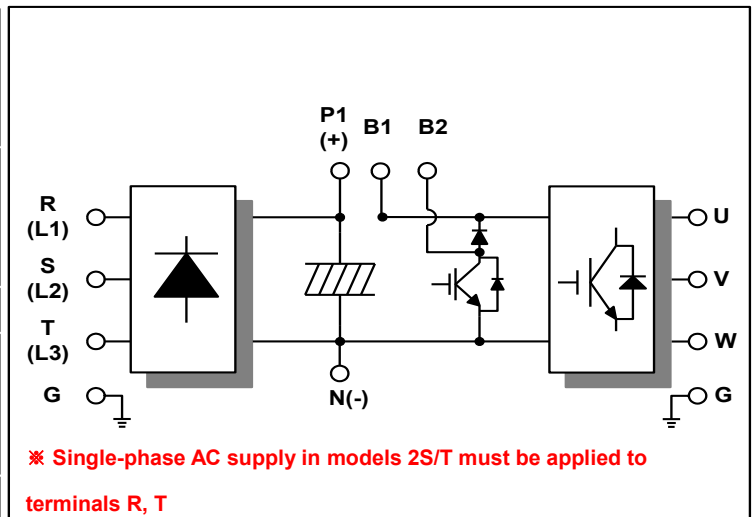 P1
(+)
B1
B2
R
(L1)
U
S
(L2)
V
T
(L3)
W
G
N(-)
G
※ Single-phase AC supply in models 2S/T must be applied to
terminals R, T